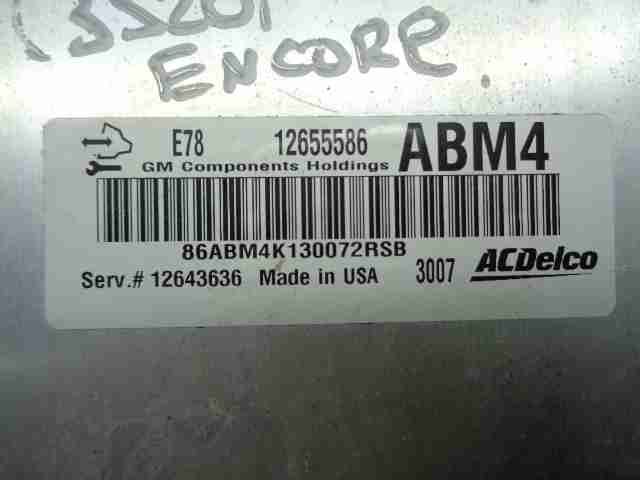 ENCORE
E78 12655586 ABM4
GM Components Holdings
86ABM4K130072RSB
Serv.# 12643636 Made in USA 3007 ACDelco